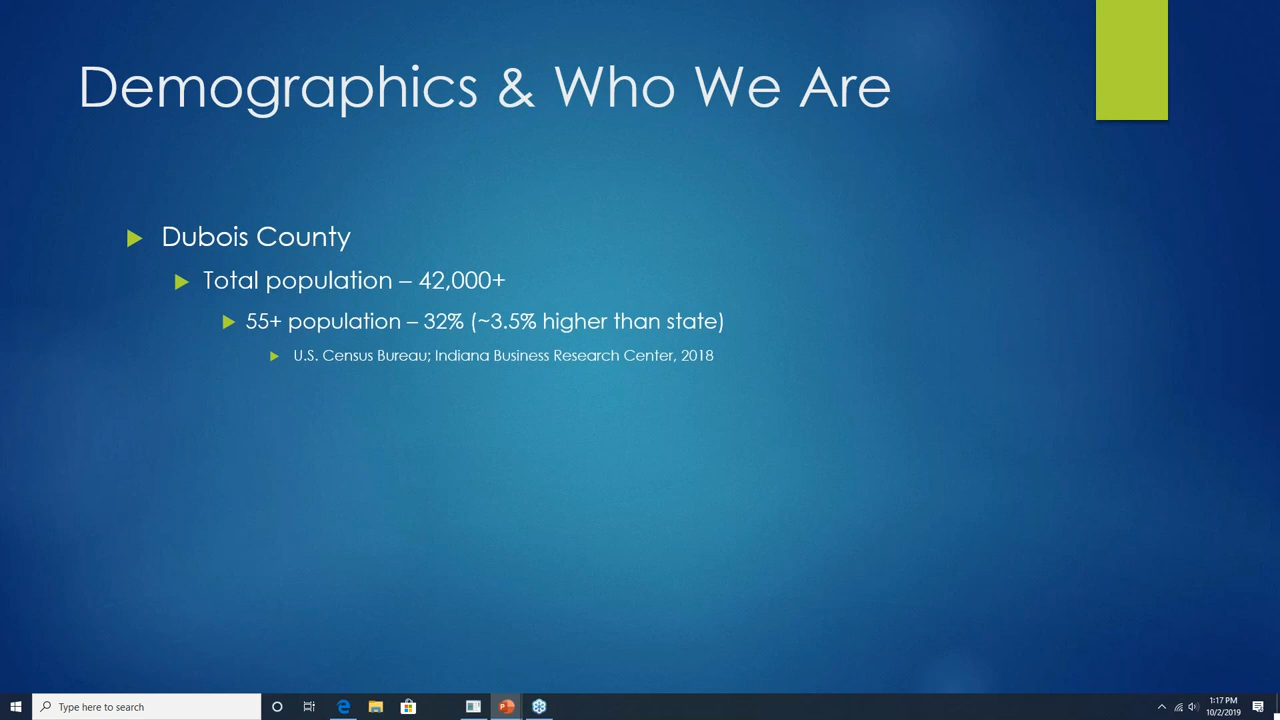 Demographics & Who We Are
Dubois County
Total population – 42,000+
55+ population – 32% (~3.5% higher than state)
U.S. Census Bureau; Indiana Business Research Center, 2018
Type here to search
1:17 PM
10/2/2019